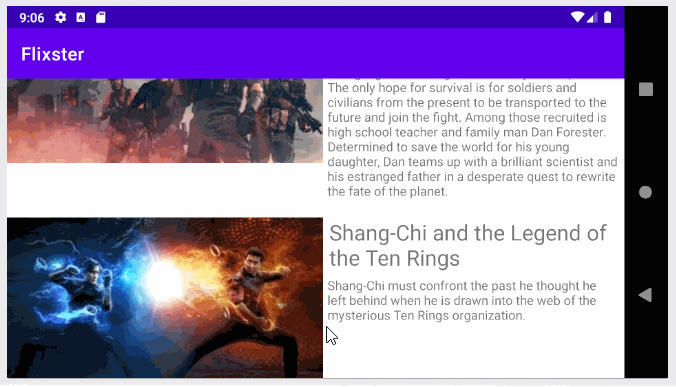 9:06
Flixster
The only hope for survival is for soldiers and
civilians from the present to be transported to the
future and join the fight. Among those recruited is
high school teacher and family man Dan Forester.
Determined to save the world for his young
daughter, Dan teams up with a brilliant scientist and
his estranged father in a desperate quest to rewrite
the fate of the planet.
Shang-Chi and the Legend of
the Ten Rings
Shang-Chi must confront the past he thought he
left behind when he is drawn into the web of the
mysterious Ten Rings organization.